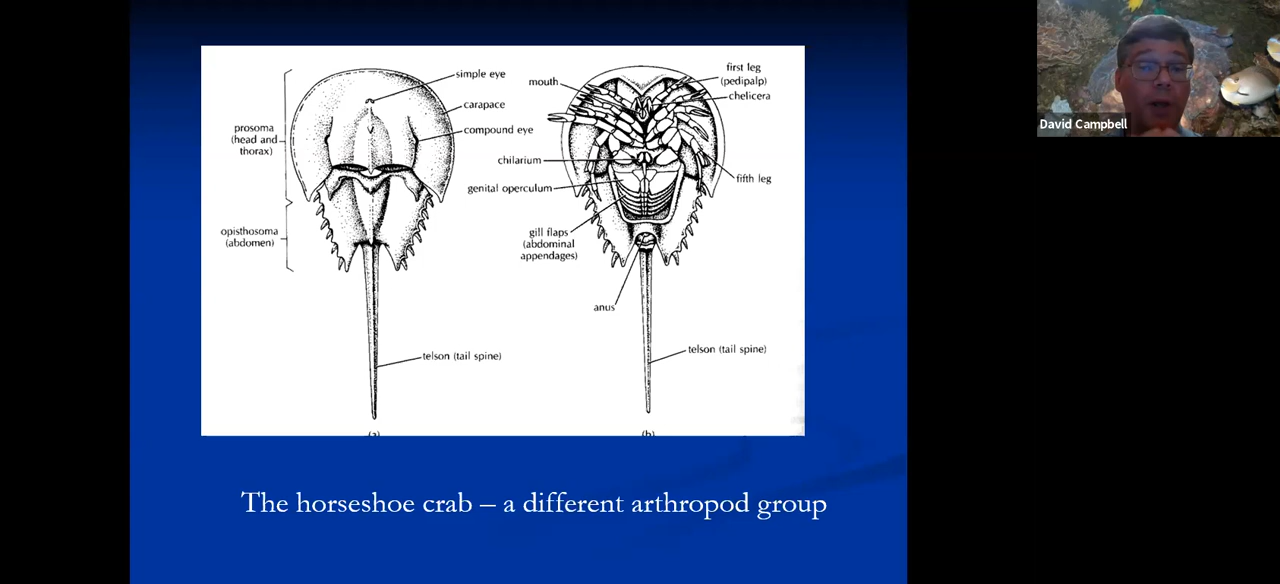 simple eye
carapace
compound eye
prosoma
(head and
thorax)
opisthosoma
(abdomen)
telson (tail spine)
(a)
mouth
first leg
(pedipalp)
chelicera
chilarium
genital operculum
fifth leg
gill flaps
(abdominal
appendages)
anus
telson (tail spine)
(b)
The horseshoe crab – a different arthropod group
David Campbell